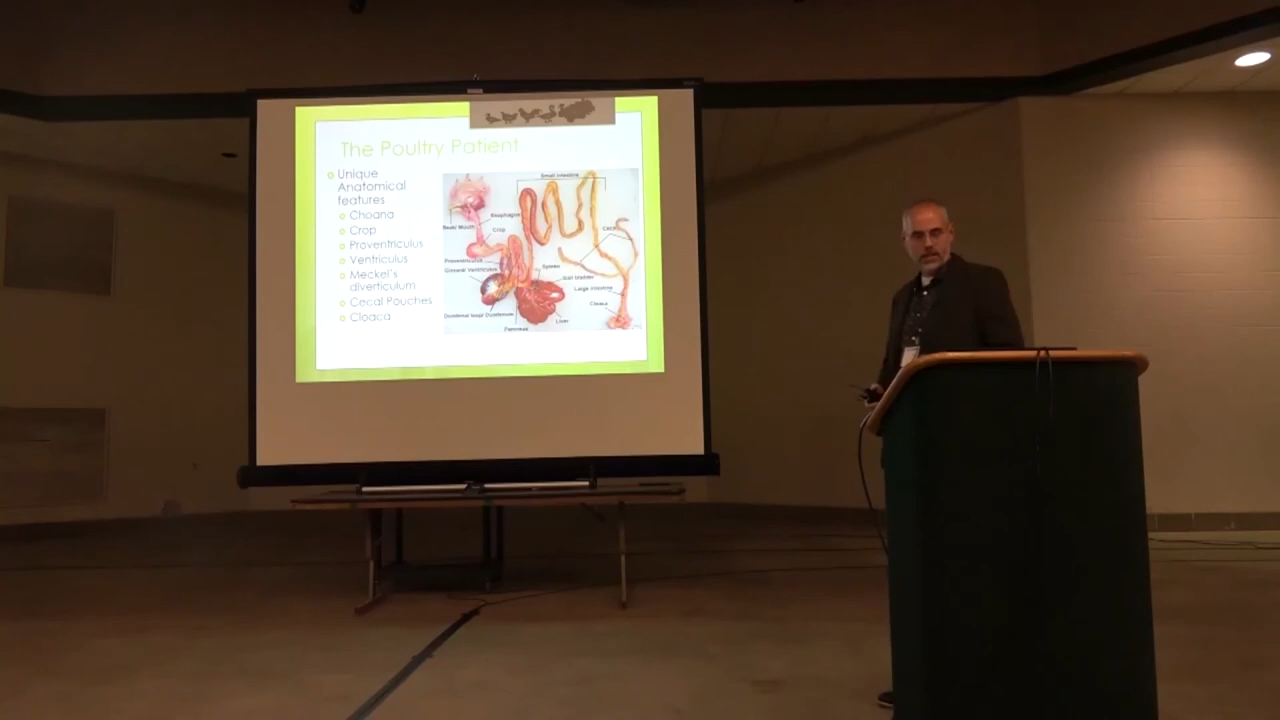 The Poultry Patient
Unique
Anatomical
features
Choana
Crop
Proventriculus
Ventriculus
Meckel's
diverticulum
Cecal Pouches
Cloaca
Small intestine
Esophagus
Beak/ Mouth
Crop
Proventriculus
Gizzard/ Ventriculus
Spleen
Gall bladder
Large intestine
Cloaca
Duodenal loop/ Duodenum
Liver
Pancreas